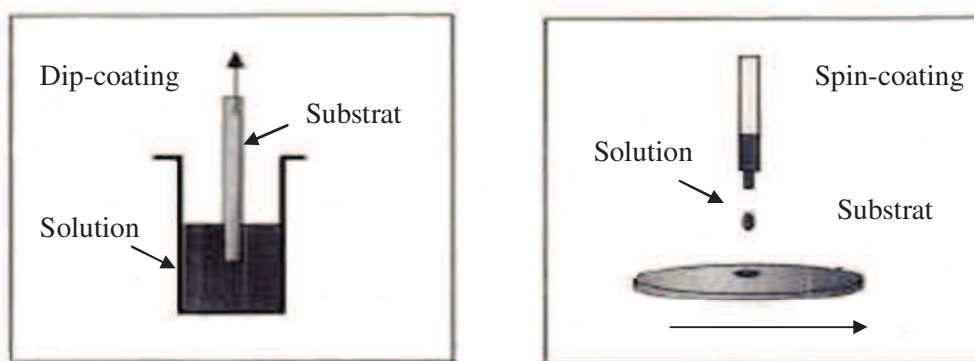 Dip-coating
Substrat
Solution
Spin-coating
Solution
Substrat